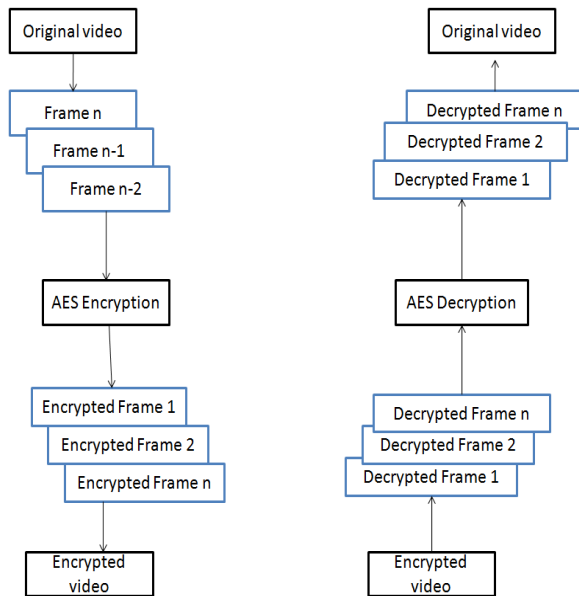 Original video
Frame n
Frame n-1
Frame n-2
AES Encryption
Encrypted Frame 1
Encrypted Frame 2
Encrypted Frame n
Encrypted
video
Original video
Decrypted Frame n
Decrypted Frame 2
Decrypted Frame 1
AES Decryption
Decrypted Frame n
Decrypted Frame 2
Decrypted Frame 1
Encrypted
video